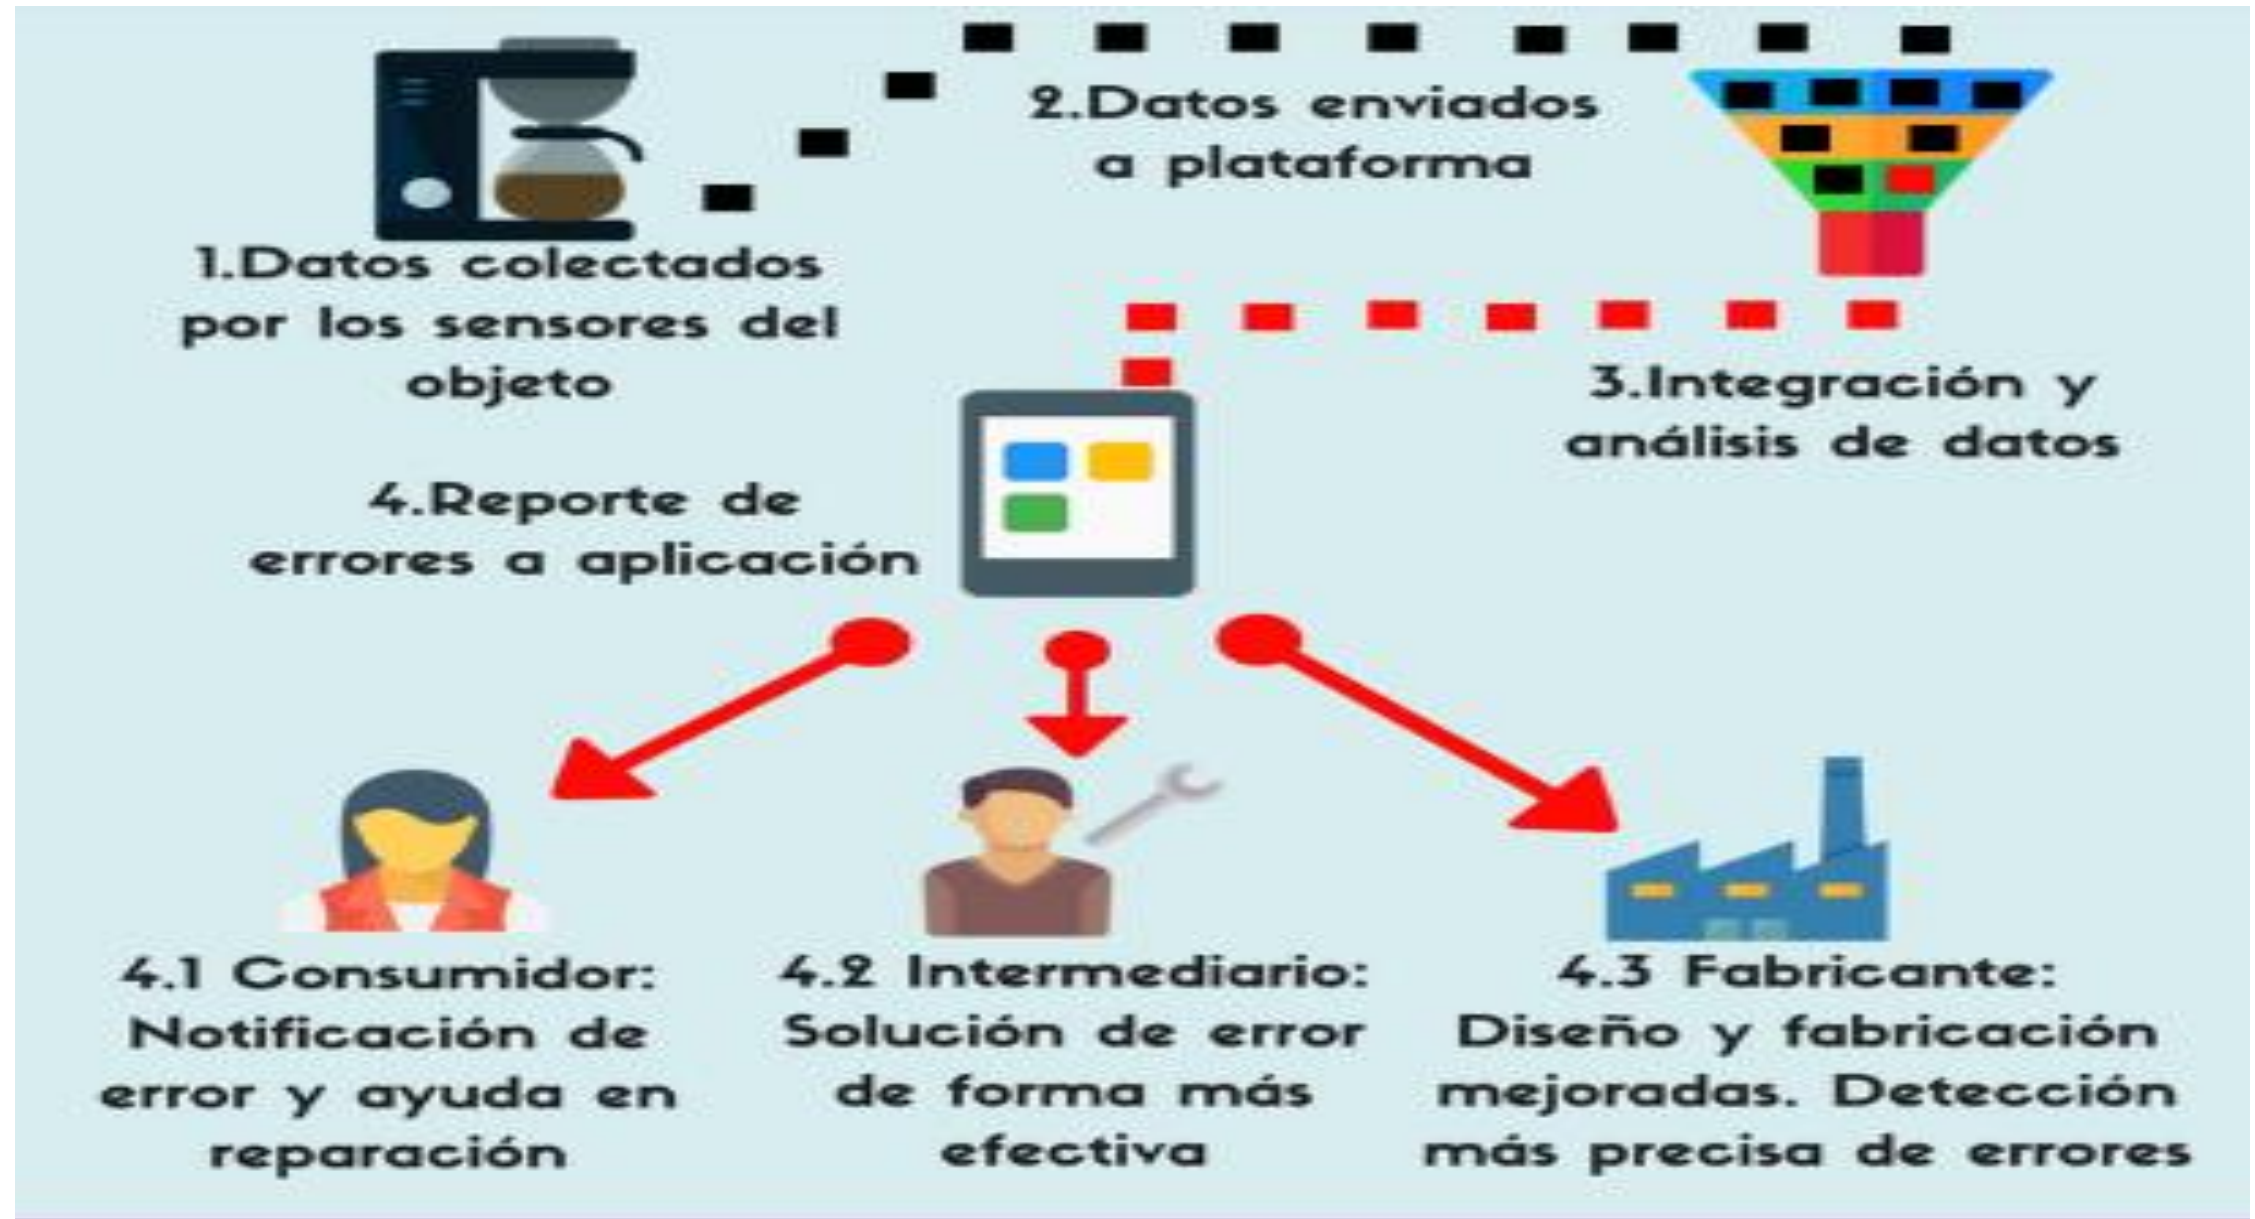 2.Datos enviados
a plataforma
1.Datos colectados
por los sensores del
objeto
3.Integración y
análisis de datos
4.Reporte de
errores a aplicación
4.1 Consumidor:
Notificación de
error y ayuda en
reparación
4.2 Intermediario:
Solución de error
de forma más
efectiva
4.3 Fabricante:
Diseño y fabricación
mejoradas. Detección
más precisa de errores